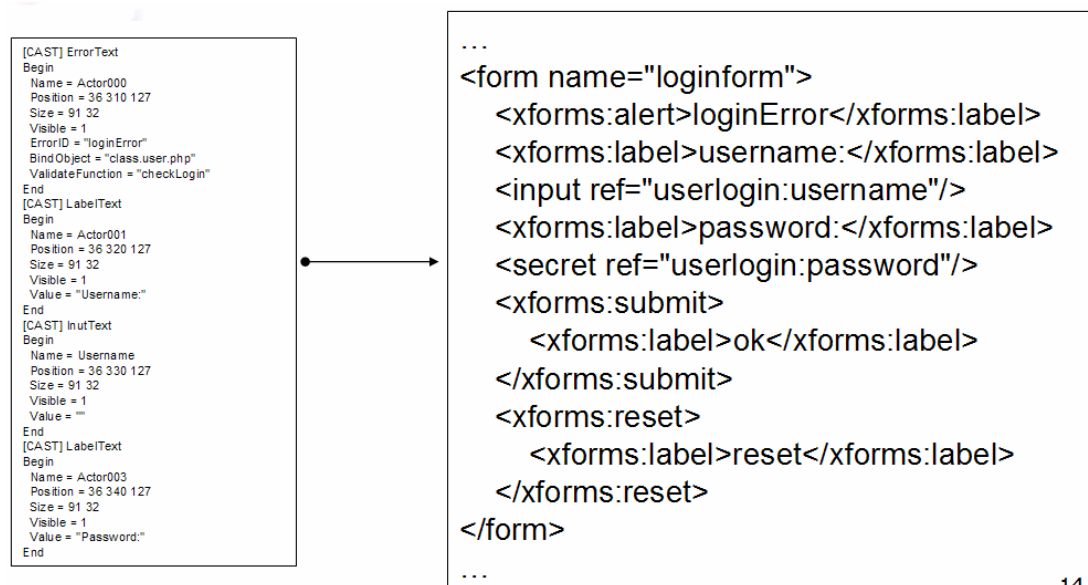 [CAST] ErrorText
Begin
Name = Actor000
Position = 36 310 127
Size = 91 32
Visible = 1
ErrorID = "loginError"
BindObject = "class.user.php"
ValidateFunction = "checkLogin"
End
[CAST] LabelText
Begin
Name = Actor001
Position = 36 320 127
Size = 91 32
Visible = 1
Value = "Username:"
End
[CAST] InutText
Begin
Name = Username
Position = 36 330 127
Size = 91 32
Visible = 1
Value = ""
End
[CAST] LabelText
Begin
Name = Actor003
Position = 36 340 127
Size = 91 32
Visible = 1
Value = "Password:"
End
...
<form name="loginform">
<xforms:alert>loginError</xforms:label>
<xforms:label>username:</xforms:label>
<input ref="userlogin:username"/>
<xforms:label>password:</xforms:label>
<secret ref="userlogin:password"/>
<xforms:submit>
<xforms:label>ok</xforms:label>
</xforms:submit>
<xforms:reset>
<xforms:label>reset</xforms:label>
</xforms:reset>
</form>
...
14